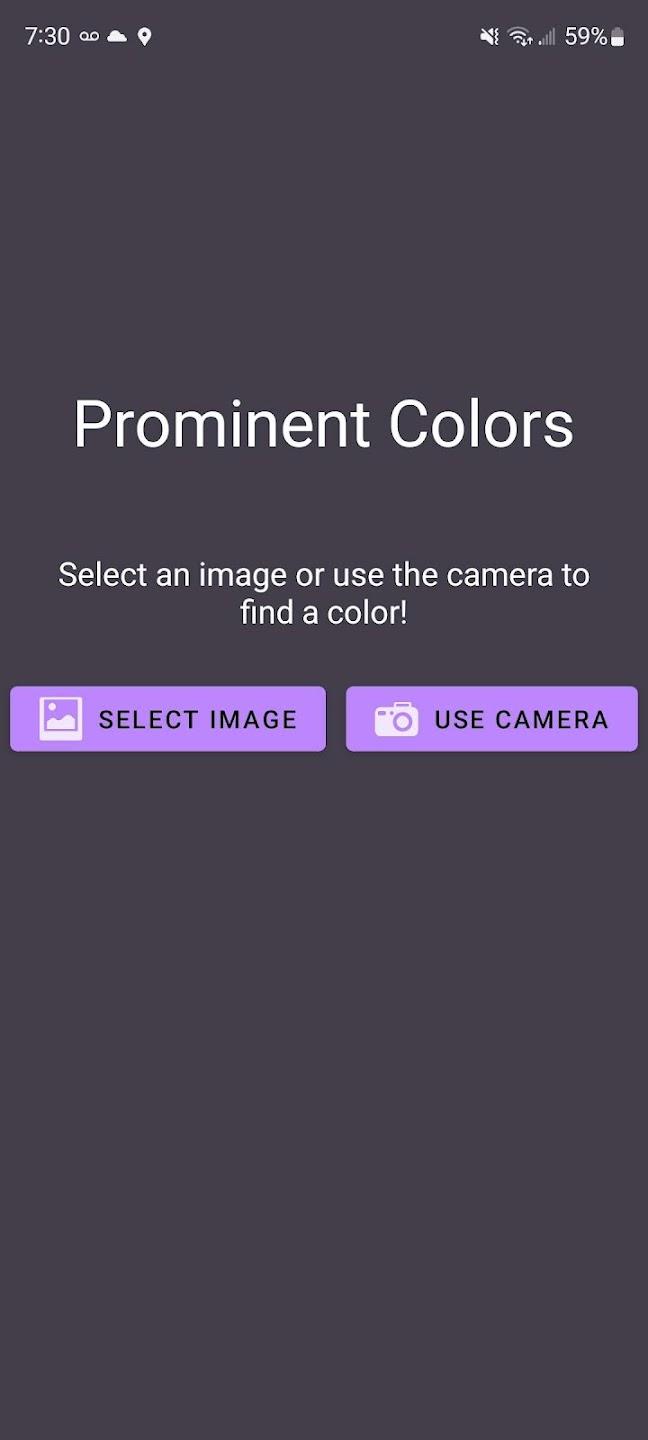 7:30 59%
Prominent Colors
Select an image or use the camera to
find a color!
SELECT IMAGE USE CAMERA